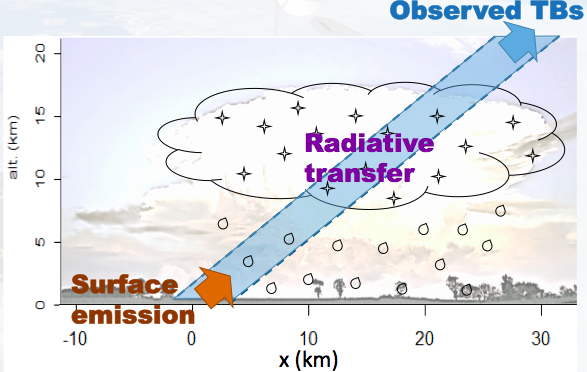 Observed TBs
20
15
10
5
0
alt. (km)
Radiative
transfer
Surface
emission
-10 0 10 20 30
x (km)